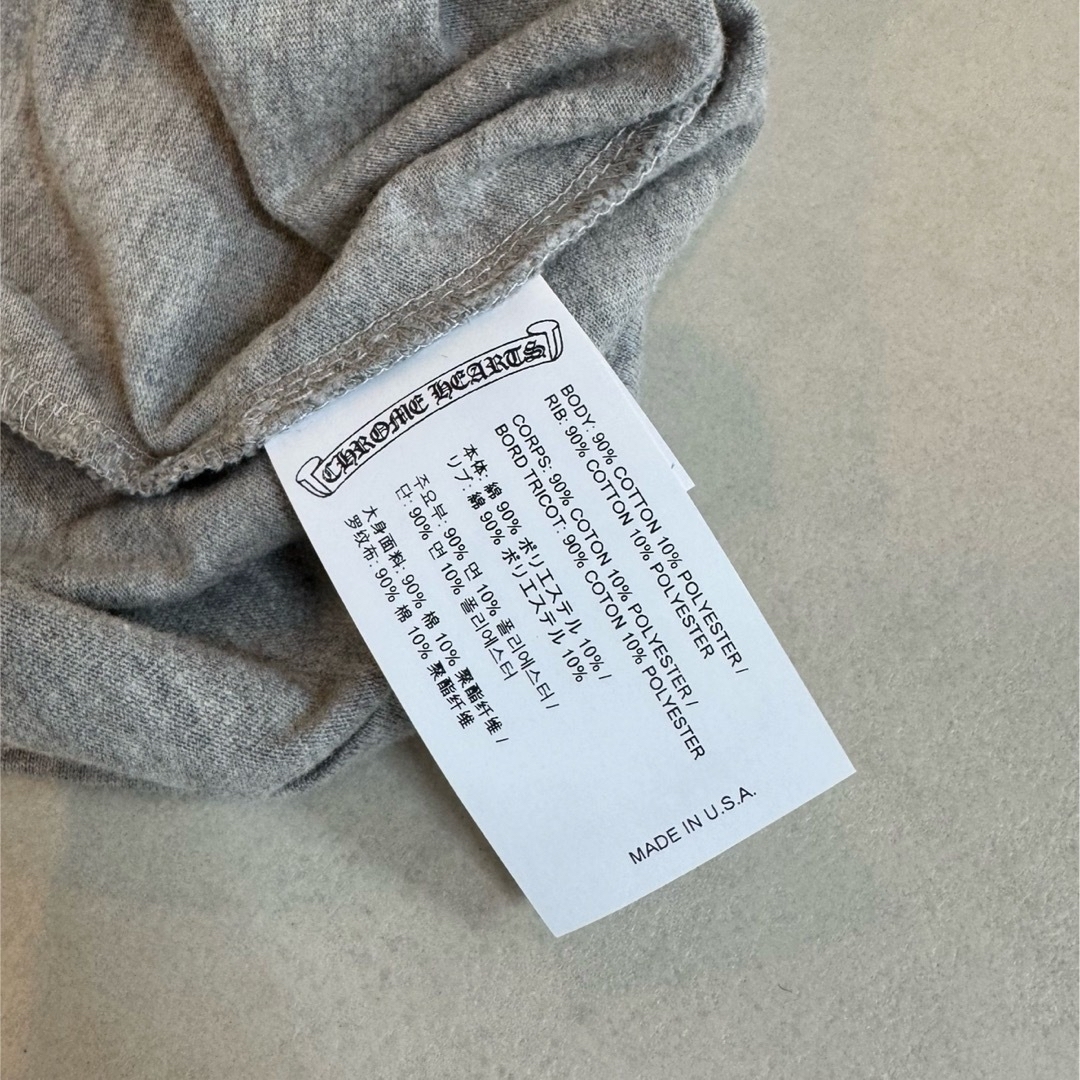 CHROME HEARTS
BODY: 90% COTTON 10% POLYESTER /
RIB: 90% COTTON 10% POLYESTER
CORPS: 90% COTON 10% POLYESTER /
BORD TRICOT: 90% COTON 10% POLYESTER
本体: 綿 90% ポリエステル 10% /
リブ: 綿 90% ポリエステル 10%
주요부: 90% 면 10% 폴리에스터 /
단: 90% 면 10% 폴리에스터
大身面料: 90% 棉 10% 聚酯纤维 /
罗纹布: 90% 棉 10% 聚酯纤维
MADE IN U.S.A.